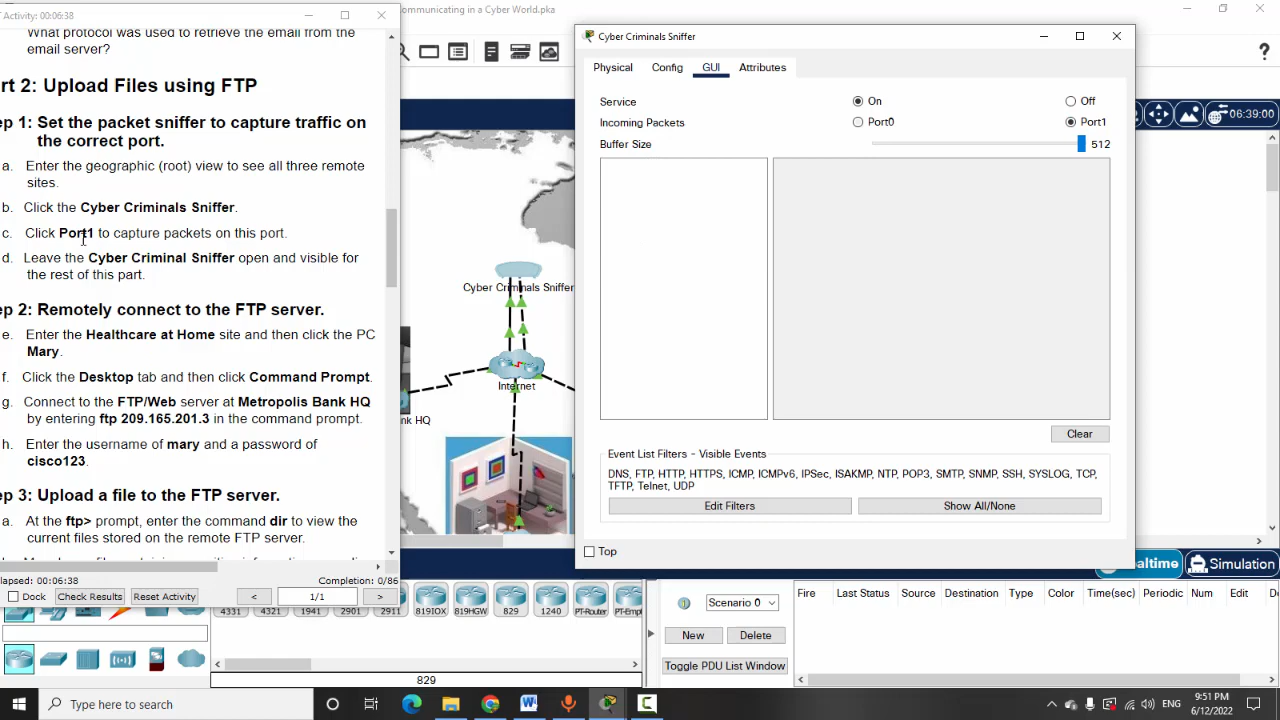 Activity: 00:06:38
What protocol was used to retrieve the email from the
email server?
rt 2: Upload Files using FTP
ep 1: Set the packet sniffer to capture traffic on
the correct port.
a. Enter the geographic (root) view to see all three remote
sites.
b. Click the Cyber Criminals Sniffer.
c. Click Port1 to capture packets on this port.
d. Leave the Cyber Criminal Sniffer open and visible for
the rest of this part.
ep 2: Remotely connect to the FTP server.
e. Enter the Healthcare at Home site and then click the PC
Mary.
f. Click the Desktop tab and then click Command Prompt.
g. Connect to the FTP/Web server at Metropolis Bank HQ
by entering ftp 209.165.201.3 in the command prompt.
h. Enter the username of mary and a password of
cisco123.
ep 3: Upload a file to the FTP server.
a. At the ftp> prompt, enter the command dir to view the
current files stored on the remote FTP server.
lapsed: 00:06:38
Completion: 0/86
Dock
Check Results
Reset Activity
<
1/1
>
ommunicating in a Cyber World.pka
06:39:00
Cyber Criminals Sniffer
Internet
nk HQ
Cyber Criminals Sniffer
Physical
Config
GUI
Attributes
Service
On
Off
Incoming Packets
Port0
Port1
Buffer Size
512
Clear
Event List Filters - Visible Events
DNS, FTP, HTTP, HTTPS, ICMP, ICMPv6, IPSec, ISAKMP, NTP, POP3, SMTP, SNMP, SSH, SYSLOG, TCP,
TFTP, Telnet, UDP
Edit Filters
Show All/None
Top
ealtime
Simulation
4331 4321 1941 2901 2911 819IOX 819HGW 829 1240 PT-Router PT-Empt
829
Scenario 0
New
Delete
Toggle PDU List Window
Fire Last Status Source Destination Type Color Time(sec) Periodic Num Edit De
Type here to search
ENG
9:51 PM
6/12/2022